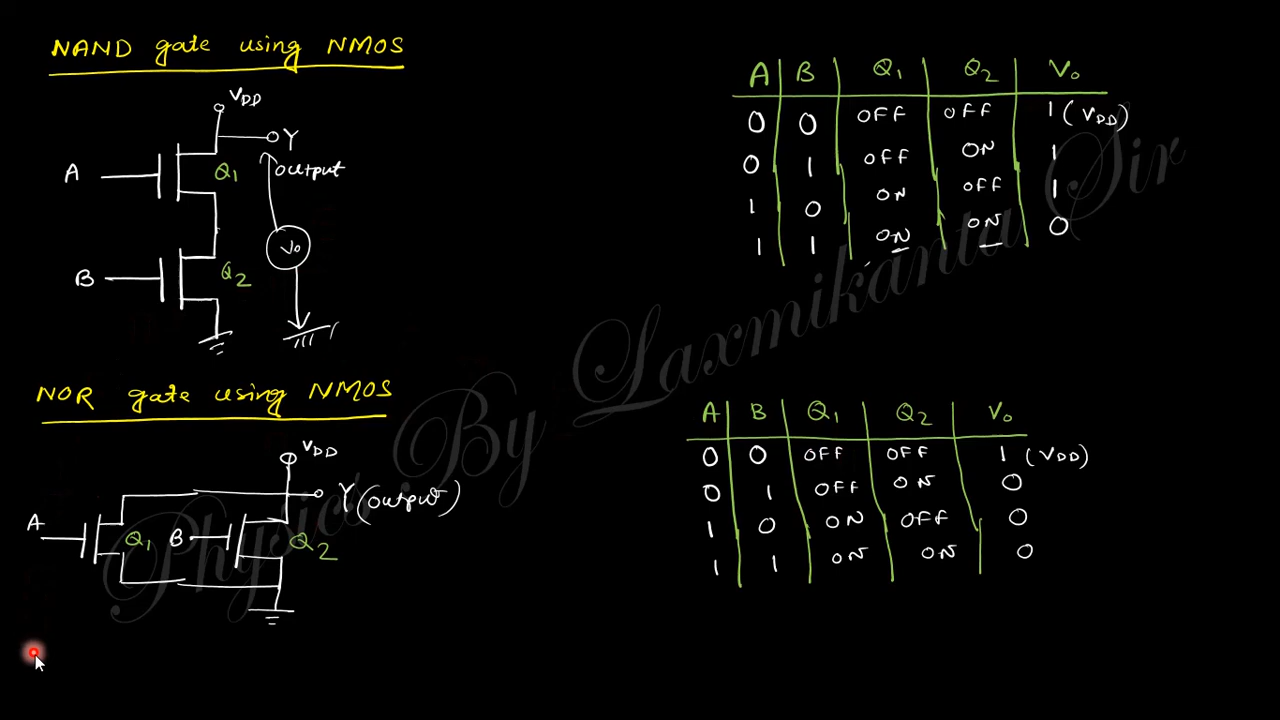 NAND gate using NMOS
VDD
Y
output
A
Q1
Vo
B
Q2
A B Q1 Q2 Vo
0 0 OFF OFF 1 (VDD)
0 1 OFF ON 1
1 0 ON OFF 1
1 1 ON ON 0
NOR gate using NMOS
VDD
Y (output)
A
Q1
B
Q2
A B Q1 Q2 Vo
0 0 OFF OFF 1 (VDD)
0 1 OFF ON 0
1 0 ON OFF 0
1 1 ON ON 0
Physics By Laxmikanta Sir